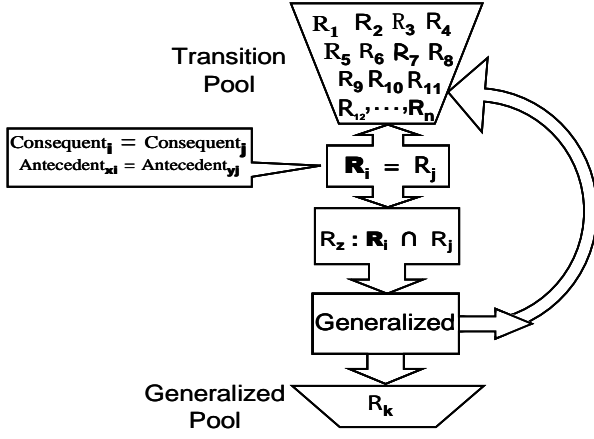 R1 R2 R3 R4
Transition
Pool
R5 R6 R7 R8
R9 R10 R11
R12, ..., Rn
Consequenti = Consequentj
Antecedentxi = Antecedentyj
Ri = Rj
Rz : Ri ∩ Rj
Generalized
Generalized
Pool
Rk